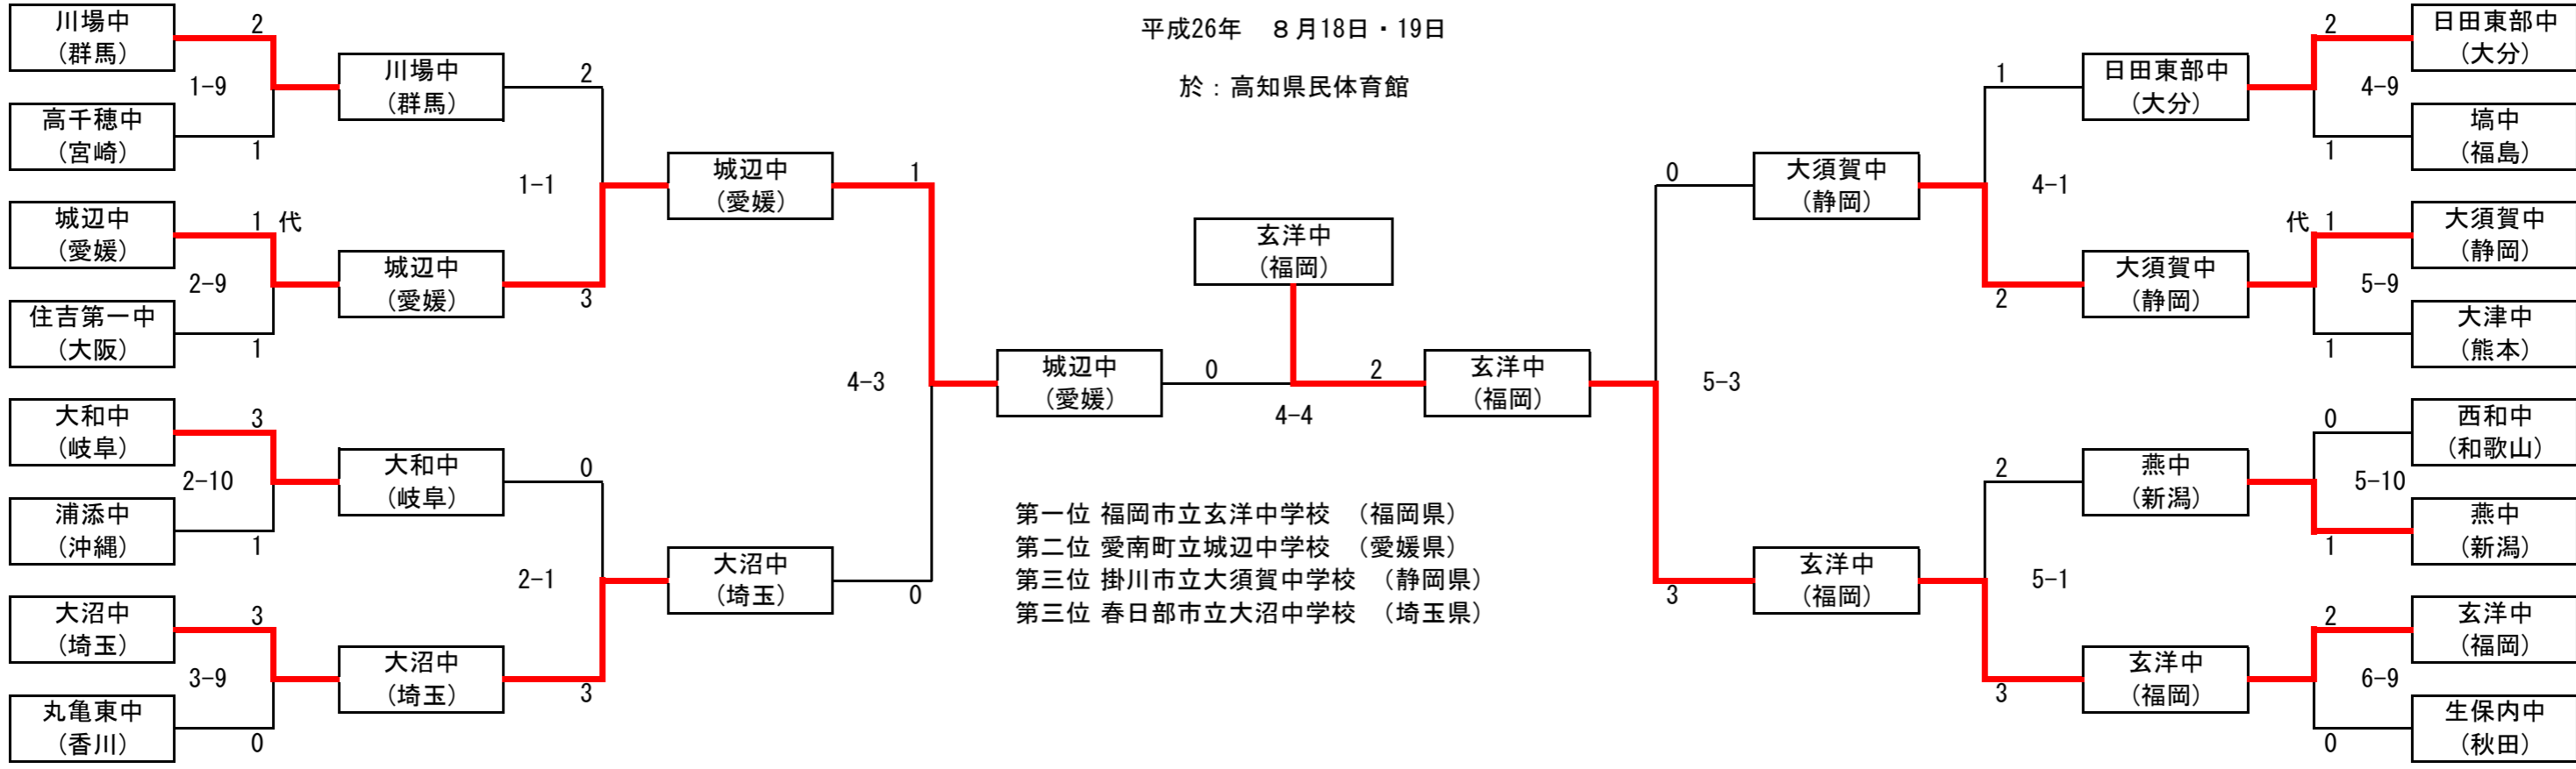 平成26年　８月18日・19日
於：高知県民体育館
川場中
（群馬）
2
1-9
高千穂中
（宮崎）
1
川場中
（群馬）
2
城辺中
（愛媛）
1 代
2-9
住吉第一中
（大阪）
1
城辺中
（愛媛）
3
1-1
城辺中
（愛媛）
1
大和中
（岐阜）
3
2-10
浦添中
（沖縄）
1
大和中
（岐阜）
0
大沼中
（埼玉）
3
3-9
丸亀東中
（香川）
0
大沼中
（埼玉）
3
2-1
大沼中
（埼玉）
0
4-3
城辺中
（愛媛）
0
4-4
玄洋中
（福岡）
2
玄洋中
（福岡）
5-3
0
大須賀中
（静岡）
3
玄洋中
（福岡）
4-1
1
日田東部中
（大分）
2
大須賀中
（静岡）
5-1
2
燕中
（新潟）
3
玄洋中
（福岡）
2
日田東部中
（大分）
4-9
1
塙中
（福島）
代 1
大須賀中
（静岡）
5-9
1
大津中
（熊本）
0
西和中
（和歌山）
5-10
1
燕中
（新潟）
2
玄洋中
（福岡）
6-9
0
生保内中
（秋田）
第一位 福岡市立玄洋中学校 （福岡県）
第二位 愛南町立城辺中学校 （愛媛県）
第三位 掛川市立大須賀中学校 （静岡県）
第三位 春日部市立大沼中学校 （埼玉県）